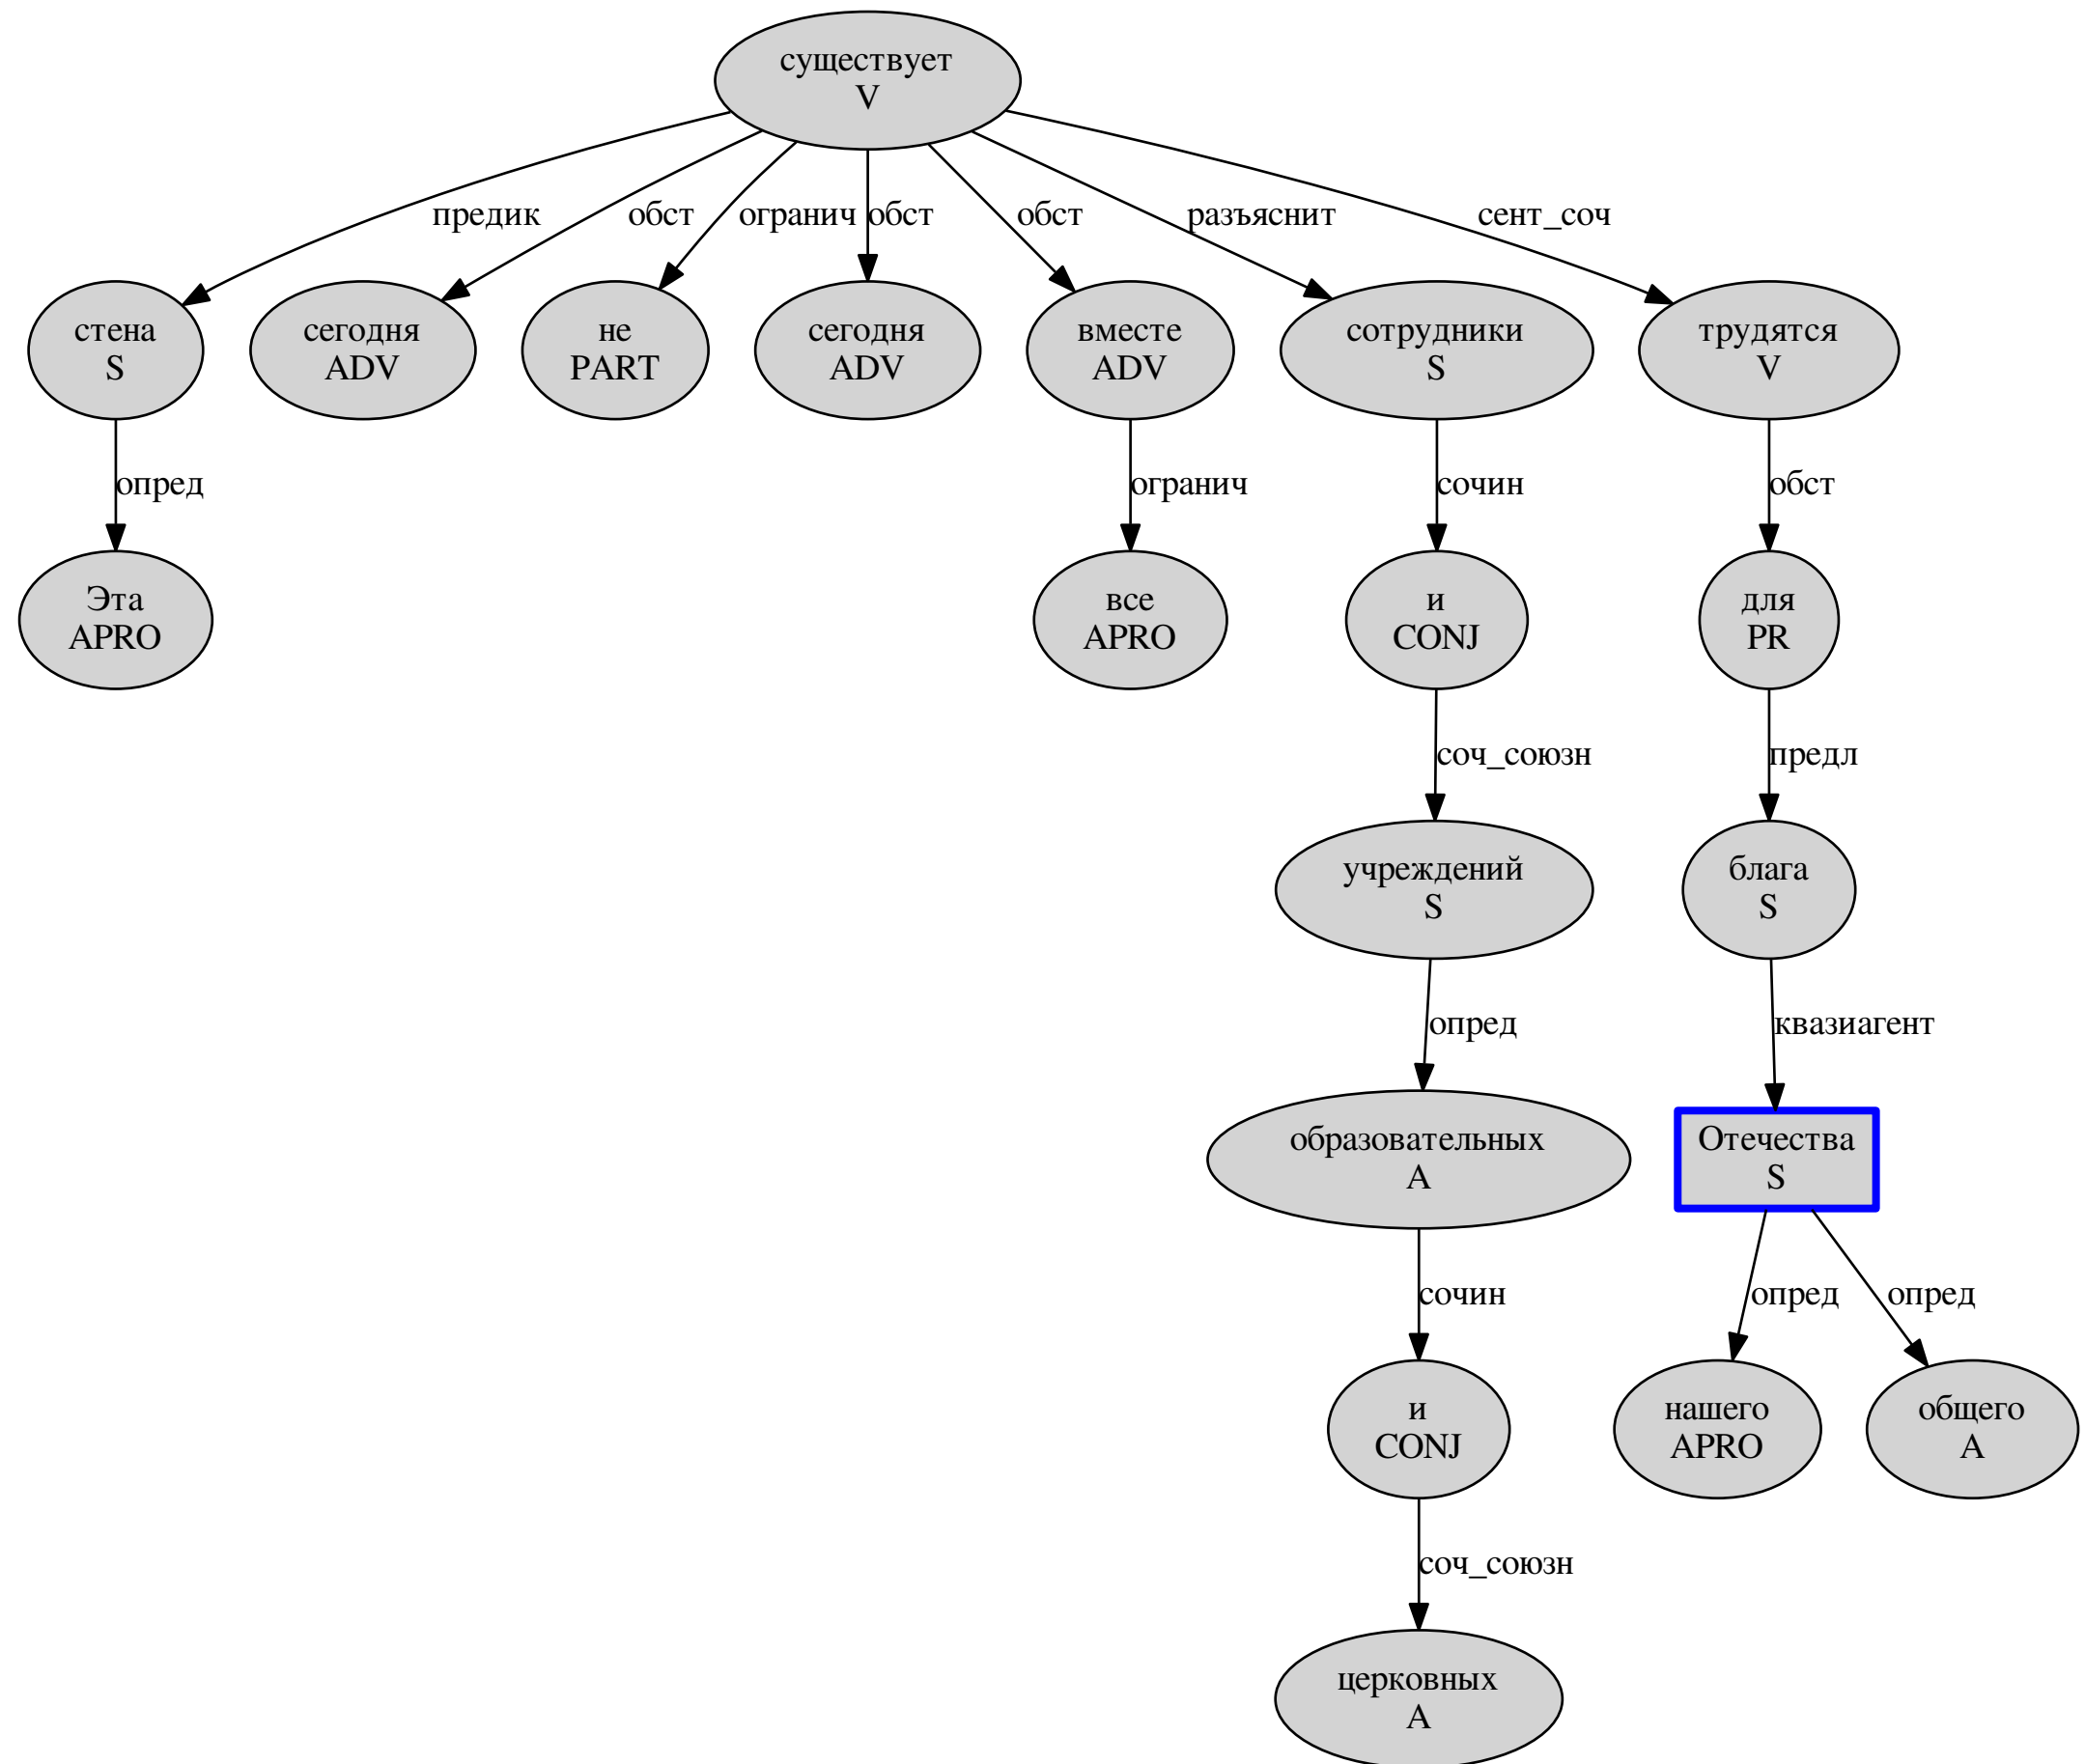 существует
V
предик
обст
огранич
обст
обст
разъяснит
сент_соч
стена
S
сегодня
ADV
не
PART
сегодня
ADV
вместе
ADV
сотрудники
S
трудятся
V
опред
огранич
сочин
обст
Эта
APRO
все
APRO
и
CONJ
для
PR
соч_союзн
предл
учреждений
S
блага
S
опред
квазиагент
образовательных
A
Отечества
S
сочин
опред
опред
и
CONJ
нашего
APRO
общего
A
соч_союзн
церковных
A